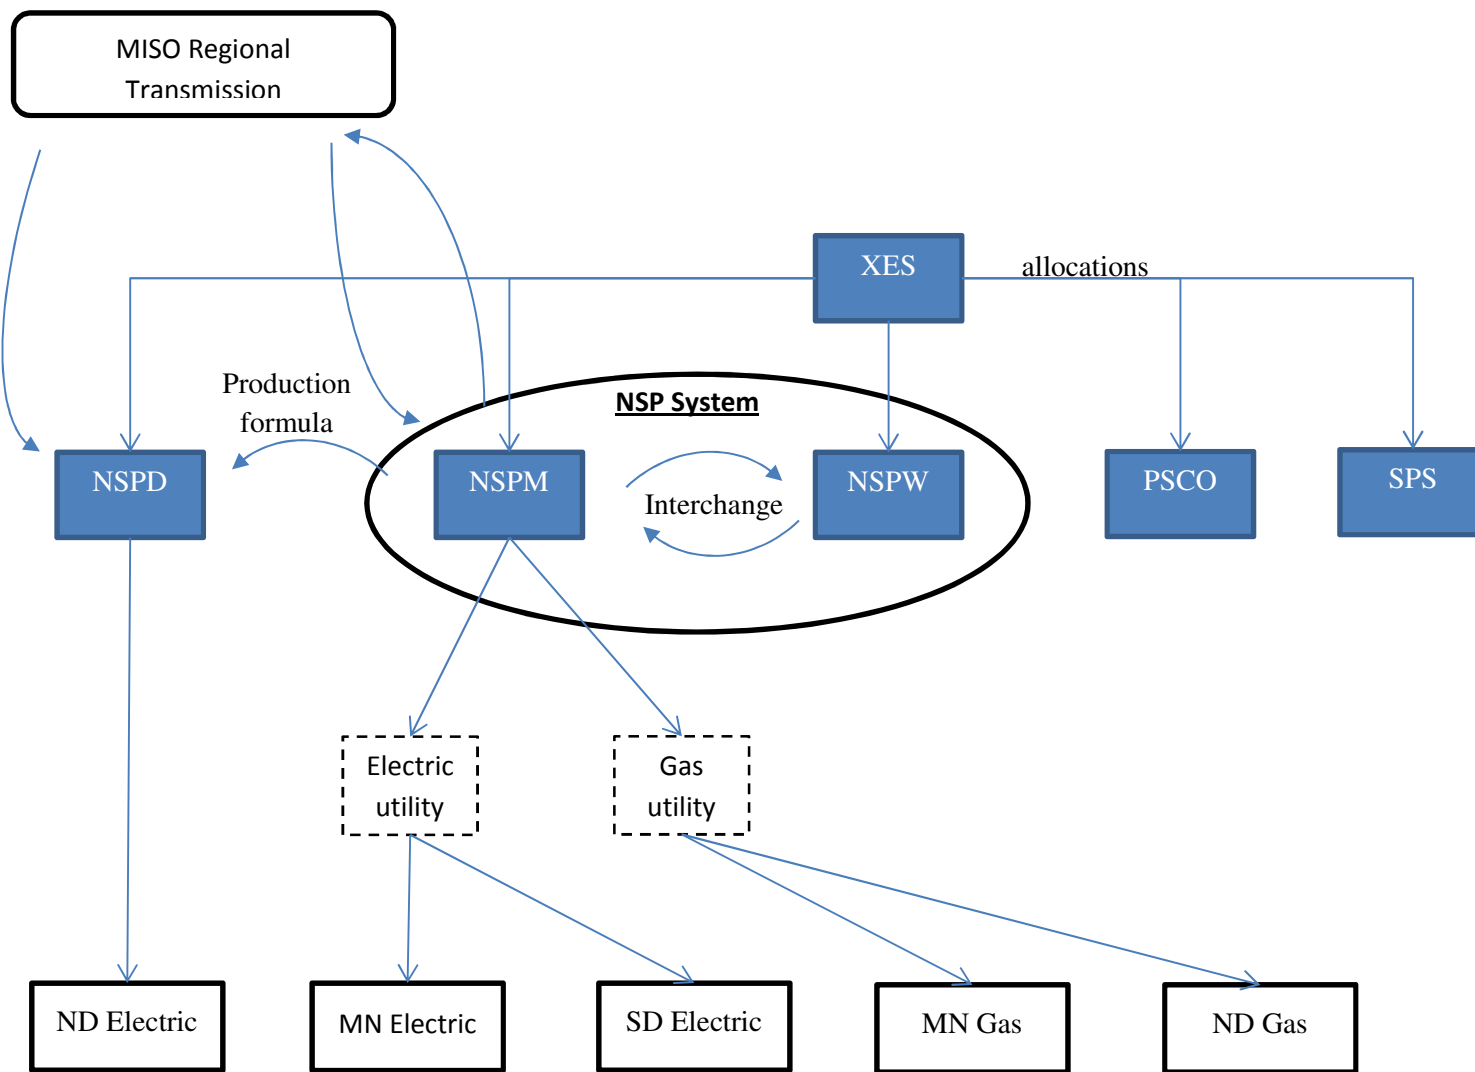 MISO Regional
Transmission
XES
allocations
Production
formula
NSP System
NSPD
NSPM
Interchange
NSPW
PSCO
SPS
Electric
utility
Gas
utility
ND Electric
MN Electric
SD Electric
MN Gas
ND Gas